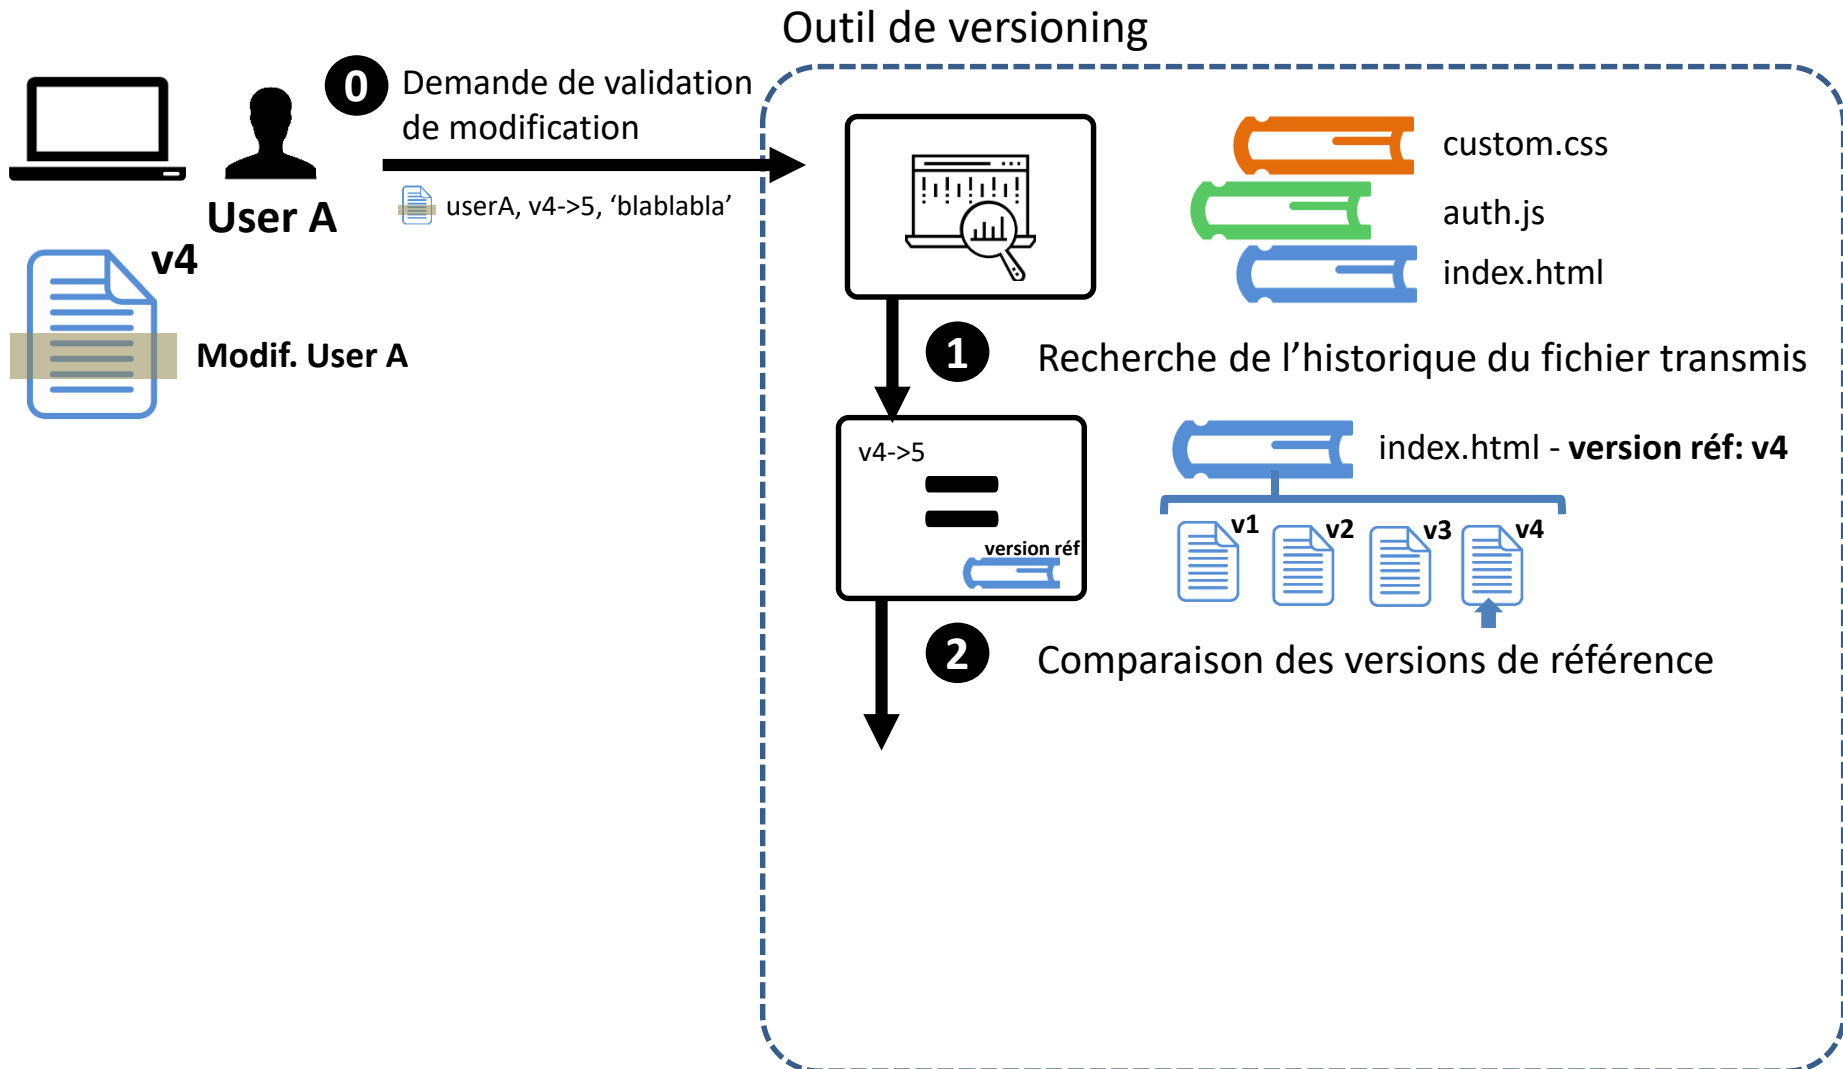 Outil de versioning
0
Demande de validation
de modification
userA, v4->5, ‘blablabla’
User A
v4
Modif. User A
custom.css
auth.js
index.html
1
Recherche de l’historique du fichier transmis
v4->5
version réf
index.html - version réf: v4
v1
v2
v3
v4
2
Comparaison des versions de référence